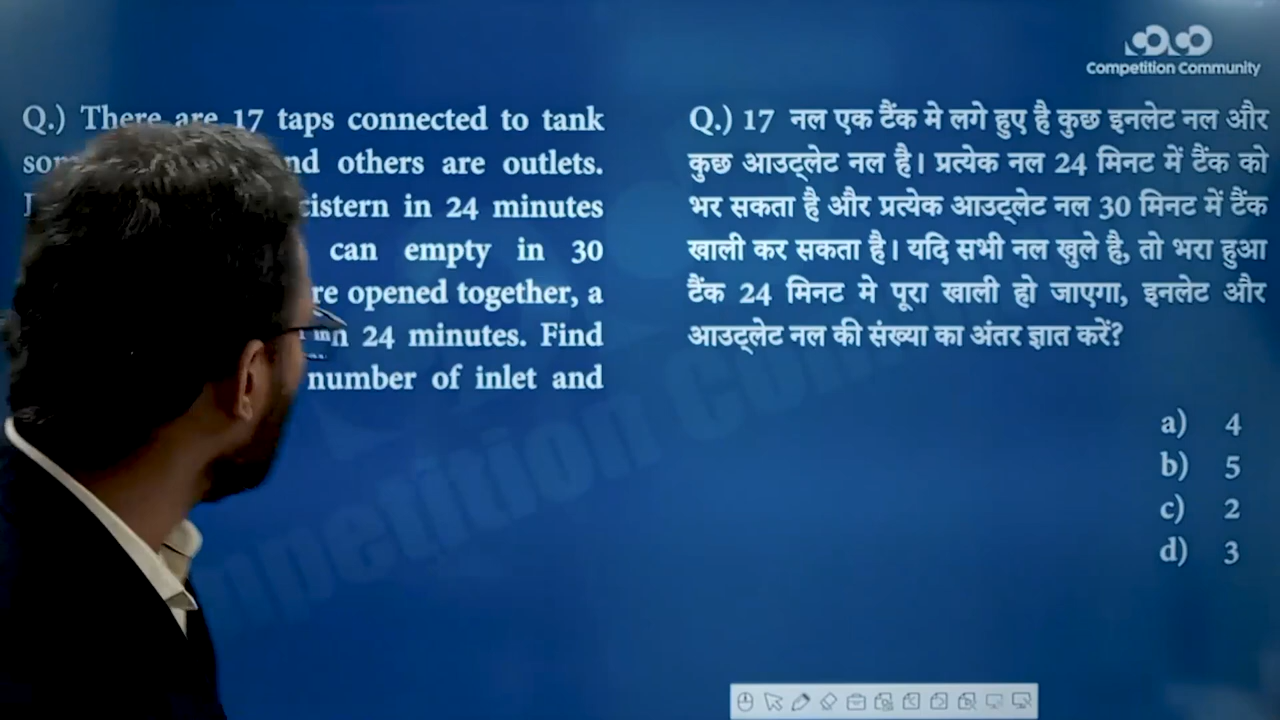 Competition Community
Q.) There are 17 taps connected to tank
nd others are outlets.
cistern in 24 minutes
can empty in 30
re opened together, a
in 24 minutes. Find
number of inlet and
Q.) 17 नल एक टैंक मे लगे हुए है कुछ इनलेट नल और
कुछ आउट्लेट नल है। प्रत्येक नल 24 मिनट में टैंक को
भर सकता है और प्रत्येक आउट्लेट नल 30 मिनट में टैंक
खाली कर सकता है। यदि सभी नल खुले है, तो भरा हुआ
टैंक 24 मिनट मे पूरा खाली हो जाएगा, इनलेट और
आउट्लेट नल की संख्या का अंतर ज्ञात करें?
a) 4
b) 5
c) 2
d) 3